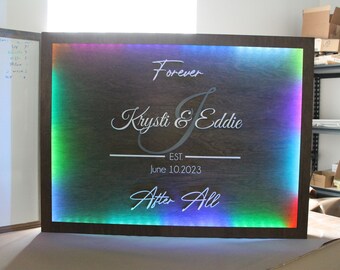 Forever
J
Krysti & Eddie
EST.
June 10.2023
After All